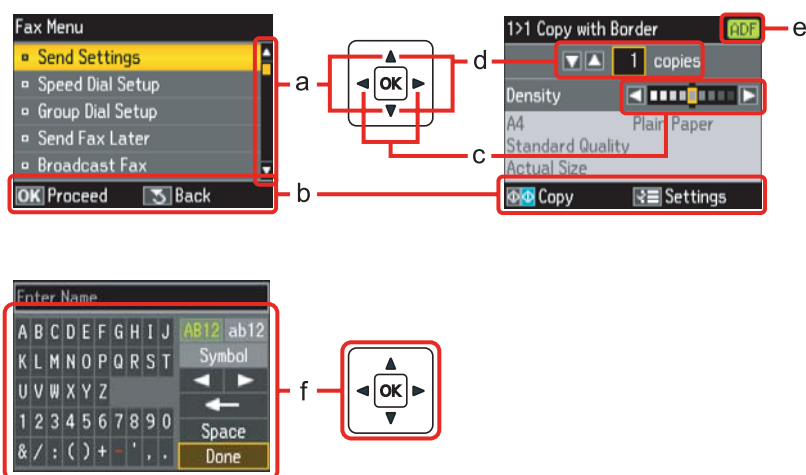 Fax Menu
Send Settings
Speed Dial Setup
Group Dial Setup
Send Fax Later
Broadcast Fax
OK Proceed Back
a
b
OK
d
c
1>1 Copy with Border ADF
e
1 copies
Density
A4 Plain Paper
Standard Quality
Actual Size
Copy Settings
Enter Name
A B C D E F G H I J AB12 ab12
K L M N O P Q R S T Symbol
U V W X Y Z
1 2 3 4 5 6 7 8 9 0 Space
& / : ( ) + - ' , . Done
f
OK